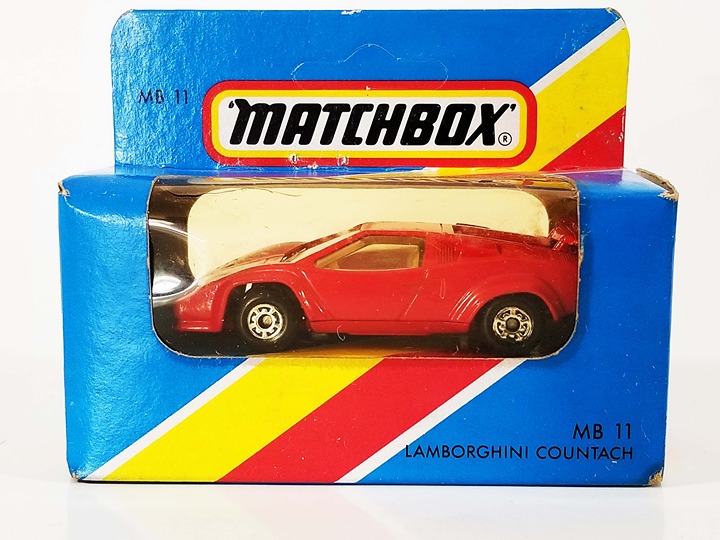 MB 11
'MATCHBOX'®
MB 11
LAMBORGHINI COUNTACH